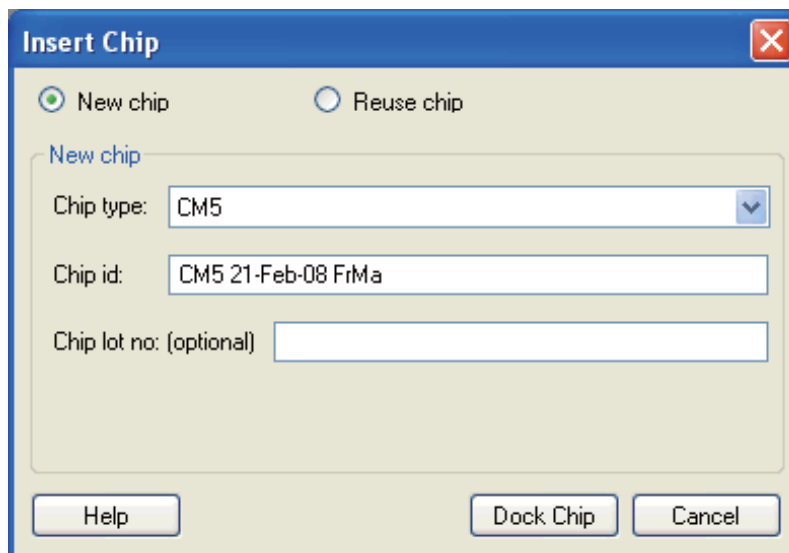 Insert Chip
New chip Reuse chip
New chip
Chip type: CM5
Chip id: CM5 21-Feb-08 FrMa
Chip lot no: (optional)
Help Dock Chip Cancel